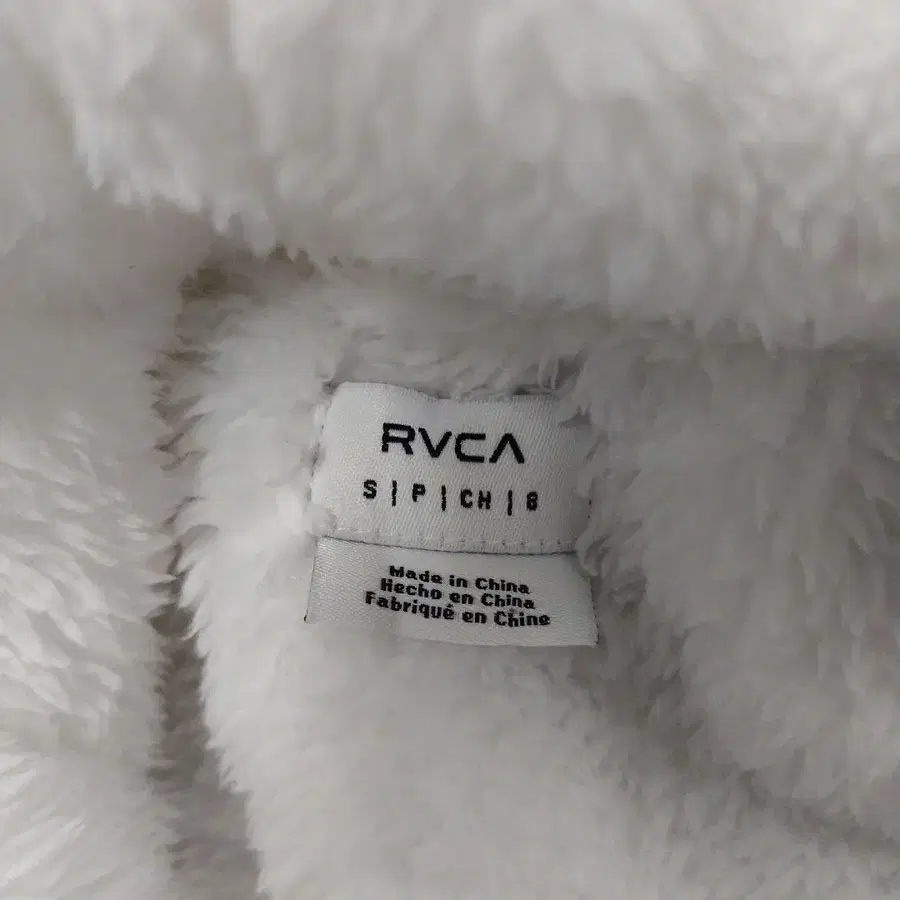 RVCA
S | P | CH | 8
Made in China
Hecho en China
Fabriqué en Chine